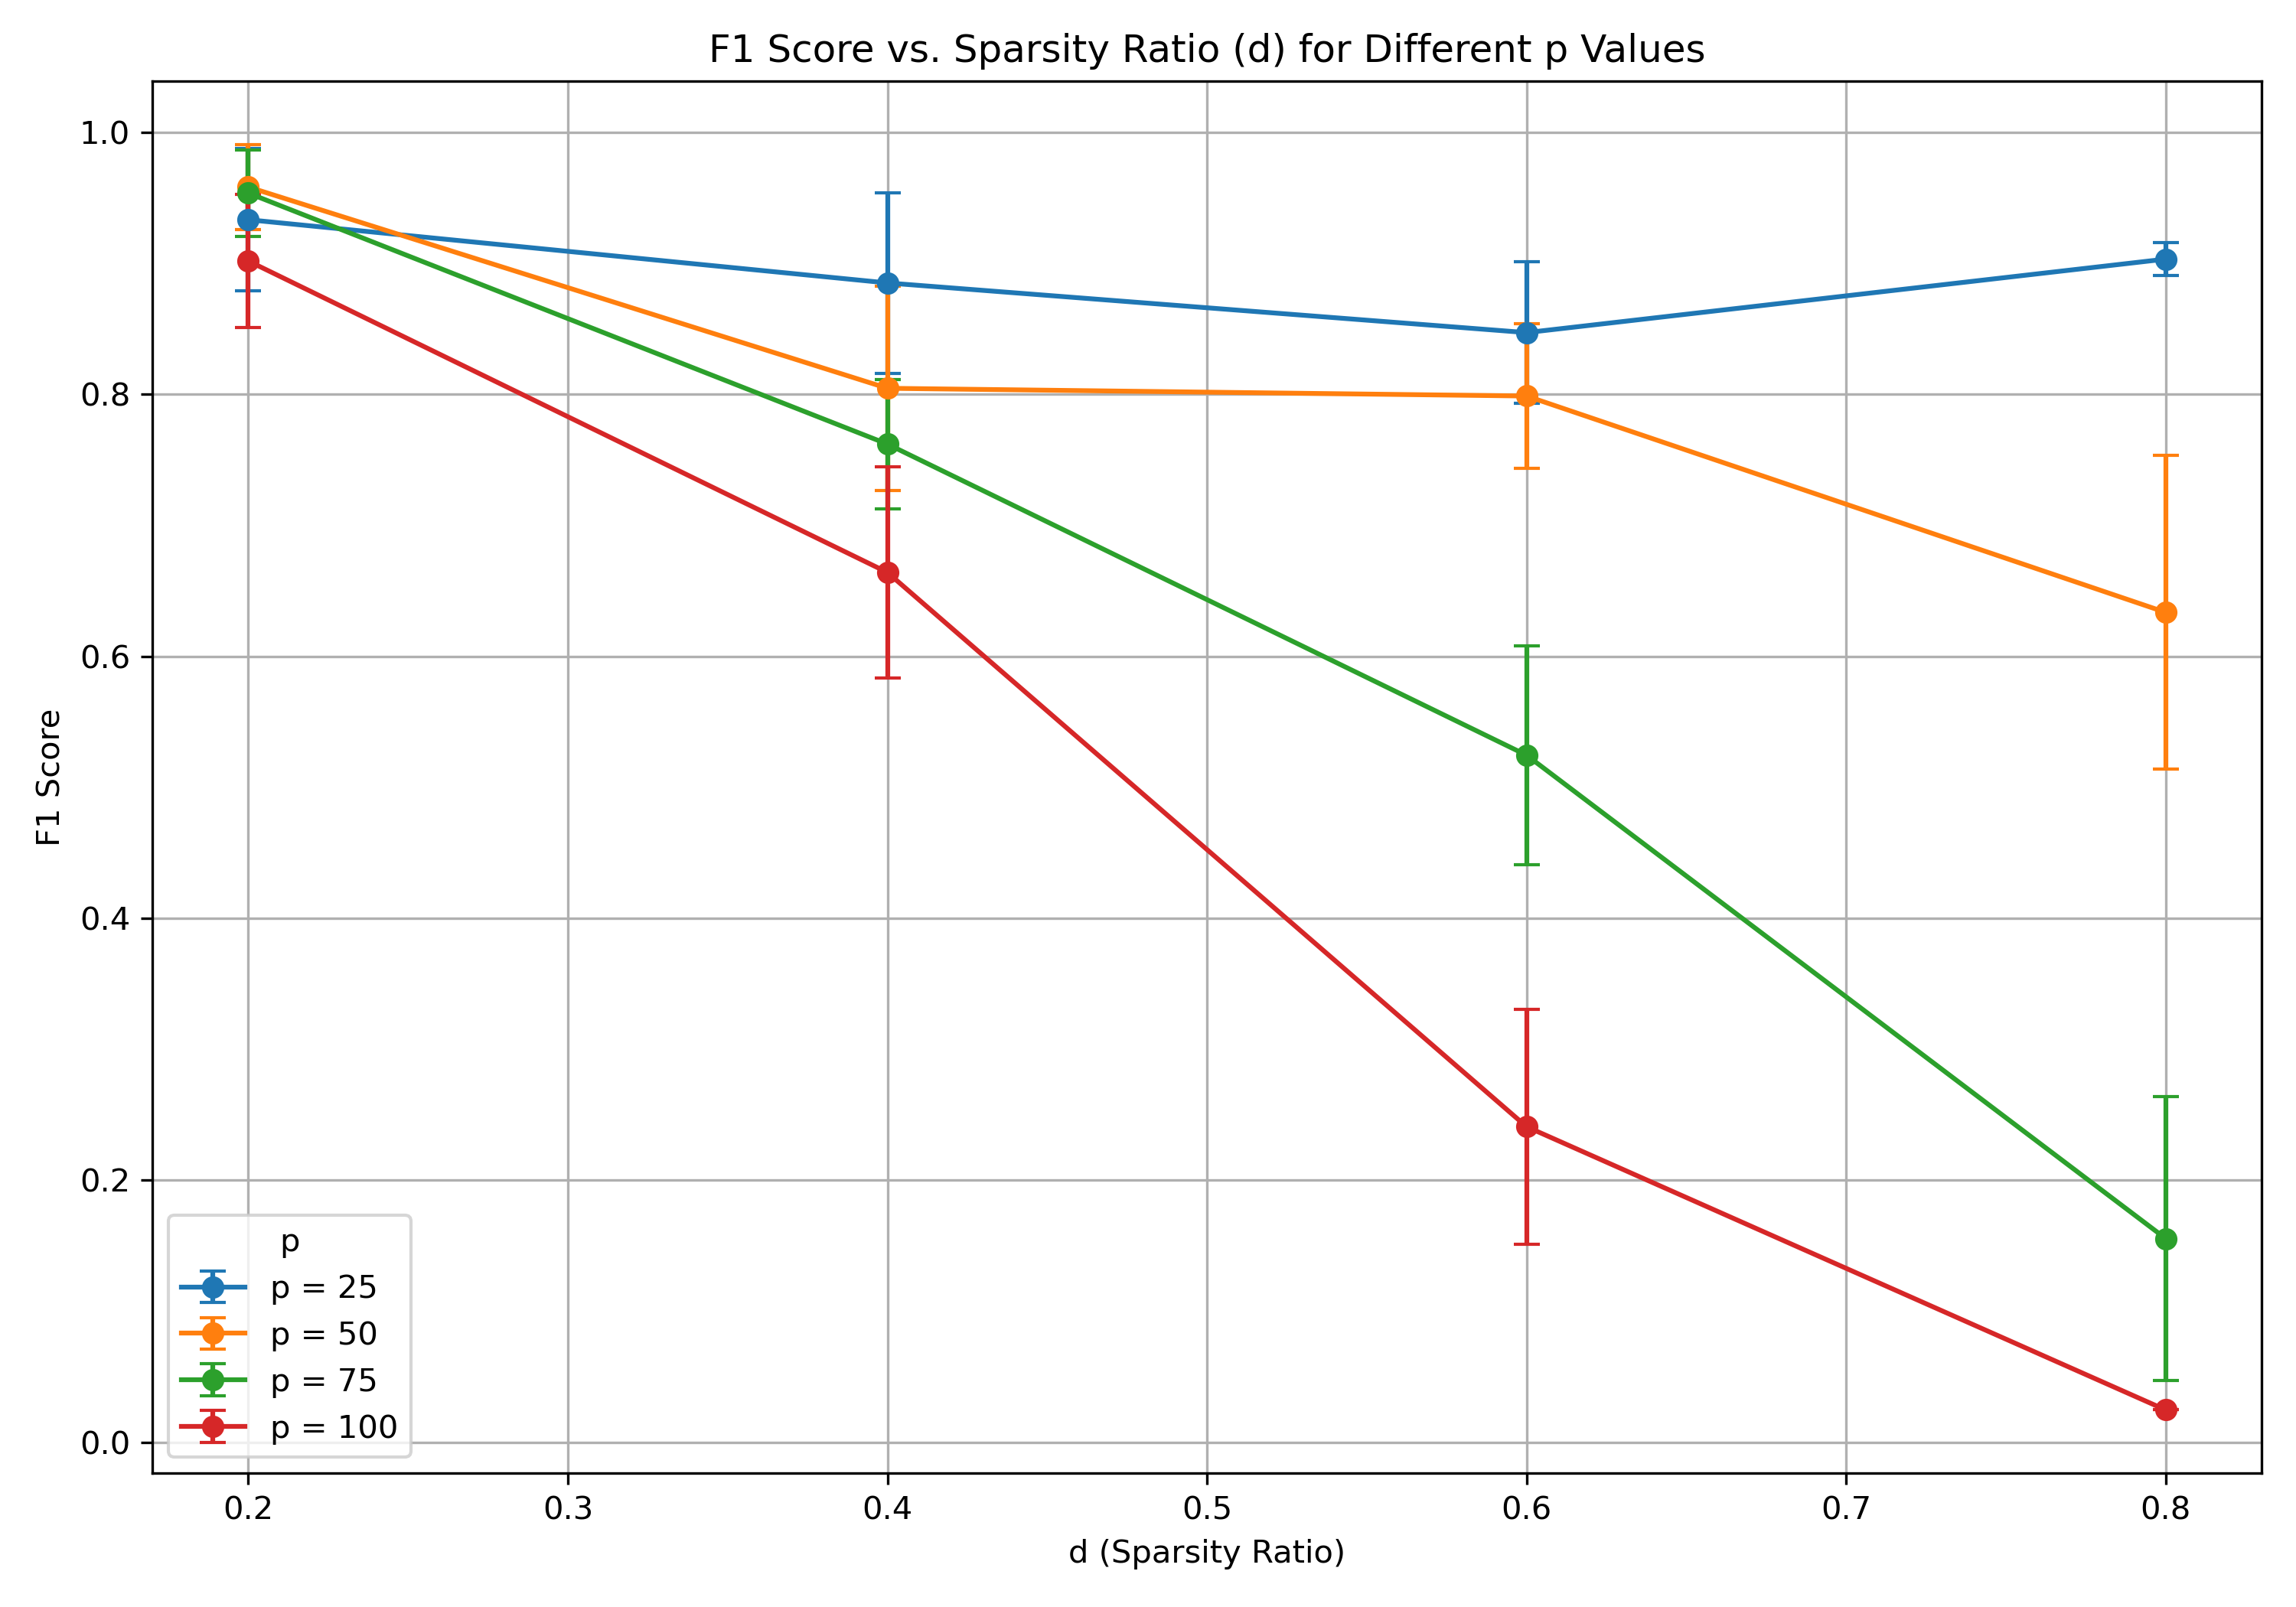 F1 Score vs. Sparsity Ratio (d) for Different p Values
F1 Score
1.0
0.8
0.6
0.4
0.2
0.0
p
p = 25
p = 50
p = 75
p = 100
0.2 0.3 0.4 0.5 0.6 0.7 0.8
d (Sparsity Ratio)